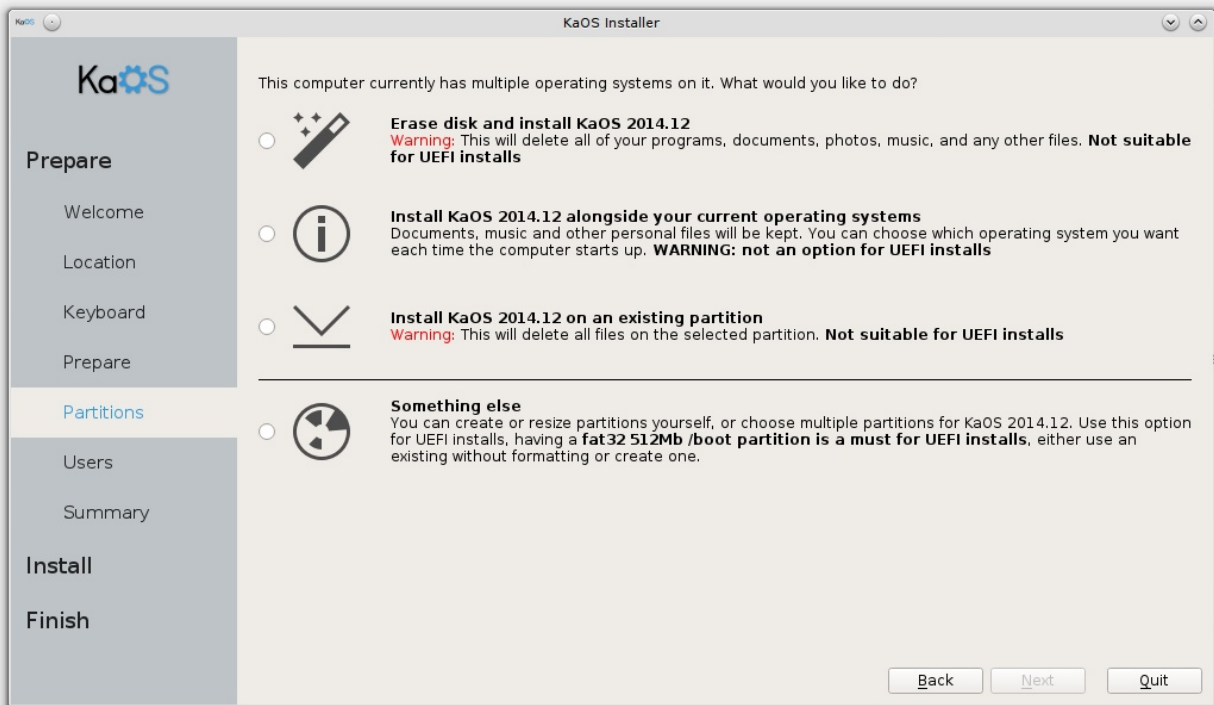 KaOS
KaOS Installer
KaOS
Prepare
Welcome
Location
Keyboard
Prepare
Partitions
Users
Summary
Install
Finish
This computer currently has multiple operating systems on it. What would you like to do?
Erase disk and install KaOS 2014.12
Warning: This will delete all of your programs, documents, photos, music, and any other files. Not suitable
for UEFI installs
Install KaOS 2014.12 alongside your current operating systems
Documents, music and other personal files will be kept. You can choose which operating system you want
each time the computer starts up. WARNING: not an option for UEFI installs
Install KaOS 2014.12 on an existing partition
Warning: This will delete all files on the selected partition. Not suitable for UEFI installs
Something else
You can create or resize partitions yourself, or choose multiple partitions for KaOS 2014.12. Use this option
for UEFI installs, having a fat32 512Mb /boot partition is a must for UEFI installs, either use an
existing without formatting or create one.
Back
Next
Quit